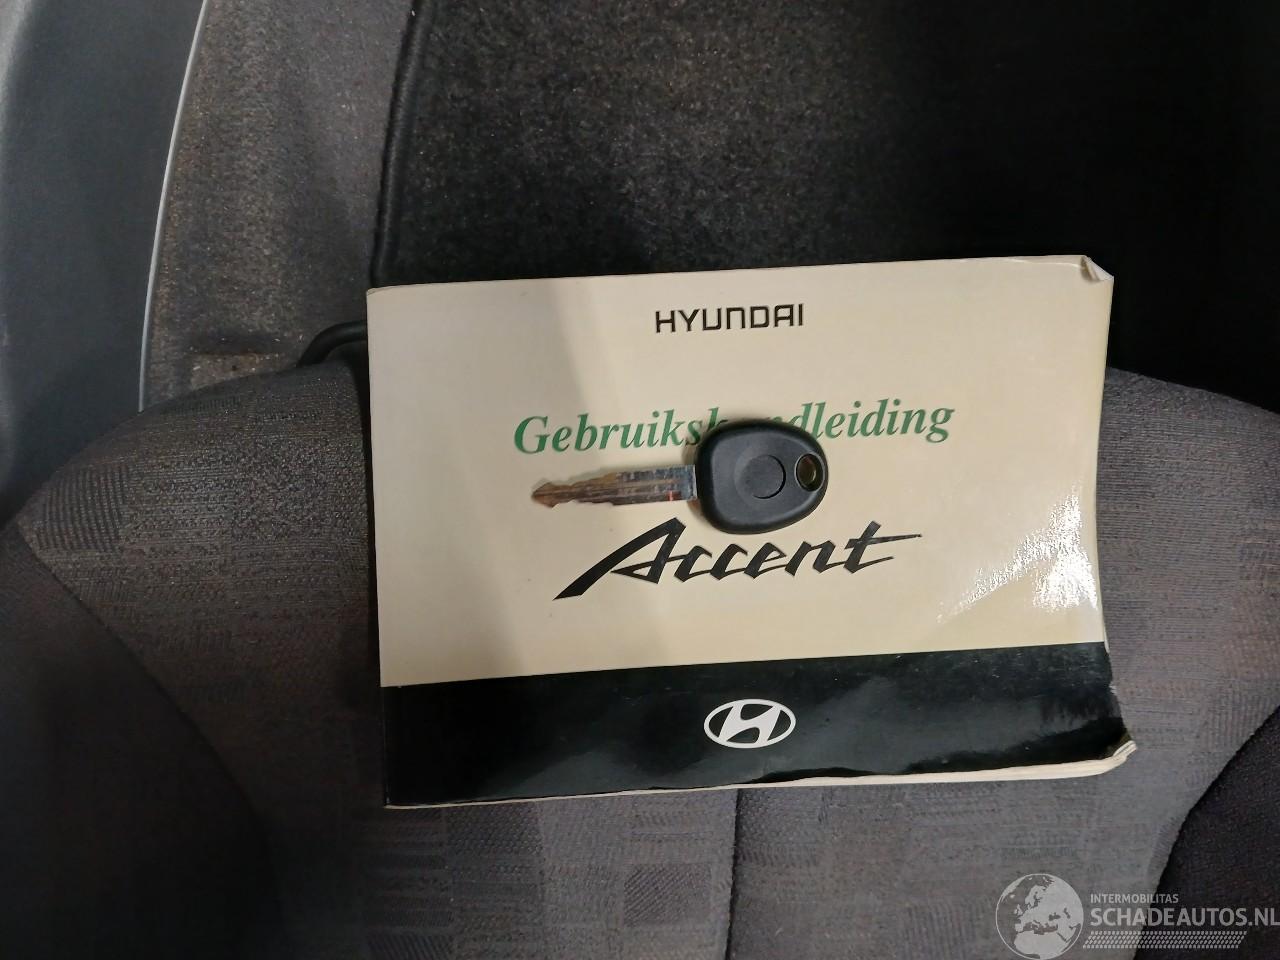 HYUNDAI
Gebruikshandleiding
Accent
INTERMOBILITAS
SCHADEAUTOS.NL